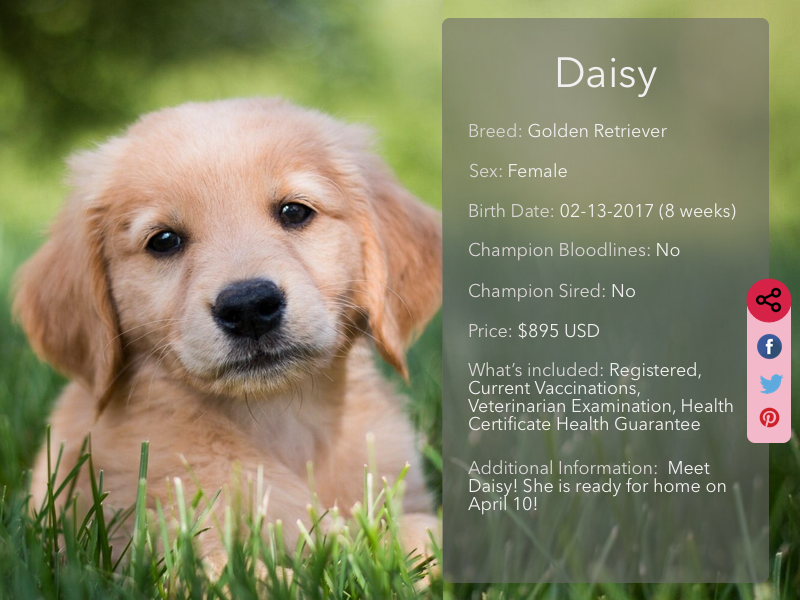 Daisy
Breed: Golden Retriever
Sex: Female
Birth Date: 02-13-2017 (8 weeks)
Champion Bloodlines: No
Champion Sired: No
Price: $895 USD
What's included: Registered,
Current Vaccinations,
Veterinarian Examination, Health
Certificate Health Guarantee
Additional Information:  Meet
Daisy! She is ready for home on
April 10!